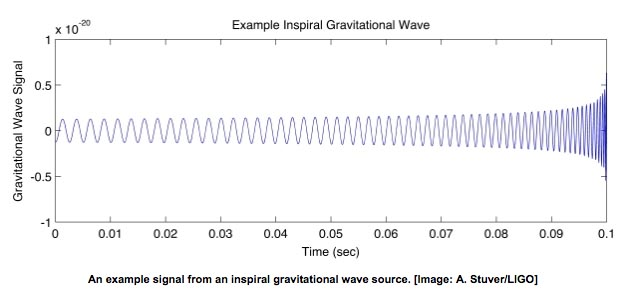 Example Inspiral Gravitational Wave
x 10^-20
1
0.5
0
-0.5
-1
Gravitational Wave Signal
0 0.01 0.02 0.03 0.04 0.05 0.06 0.07 0.08 0.09 0.1
Time (sec)
An example signal from an inspiral gravitational wave source. [Image: A. Stuver/LIGO]